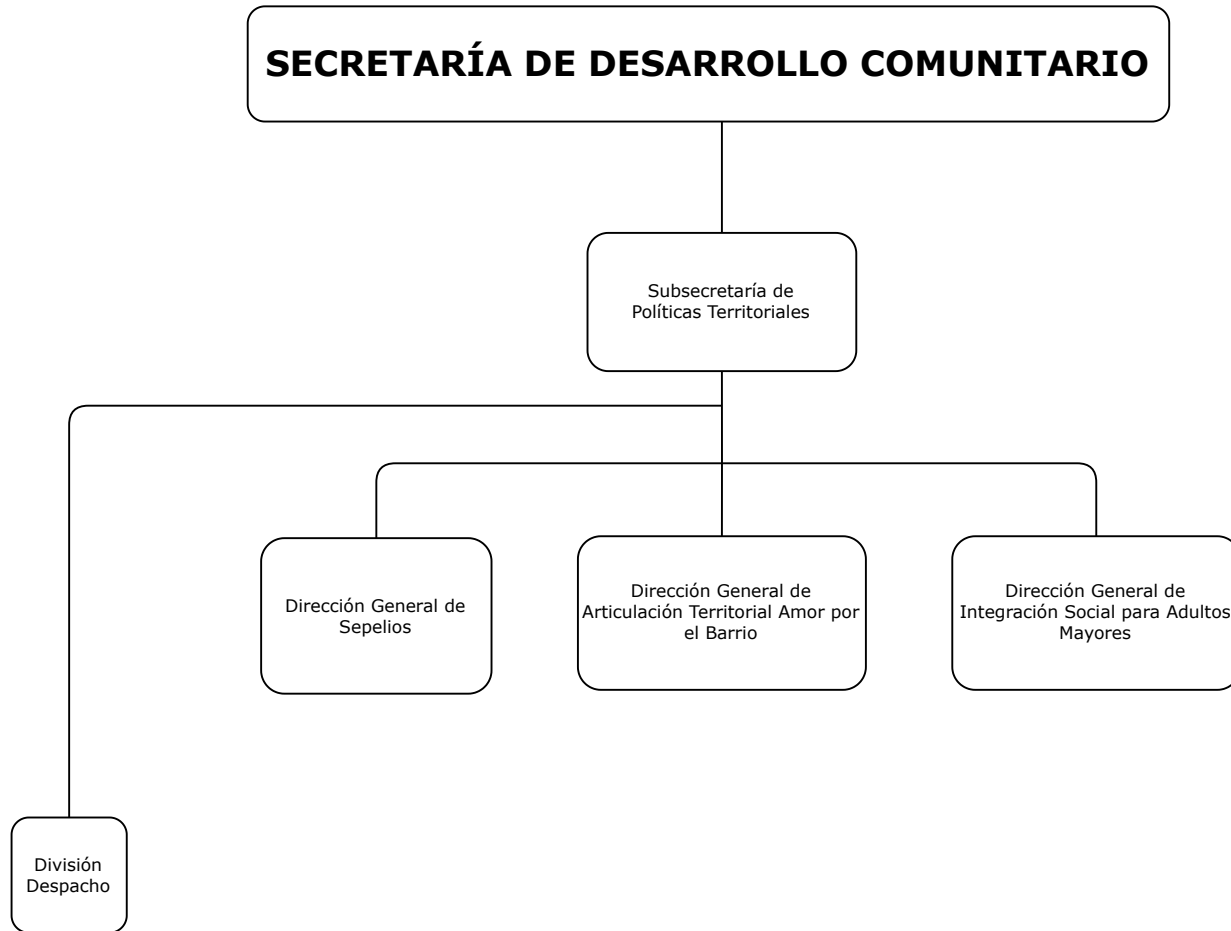 SECRETARÍA DE DESARROLLO COMUNITARIO
Subsecretaría de
Políticas Territoriales
Dirección General de
Sepelios
Dirección General de
Articulación Territorial Amor por
el Barrio
Dirección General de
Integración Social para Adultos
Mayores
División
Despacho